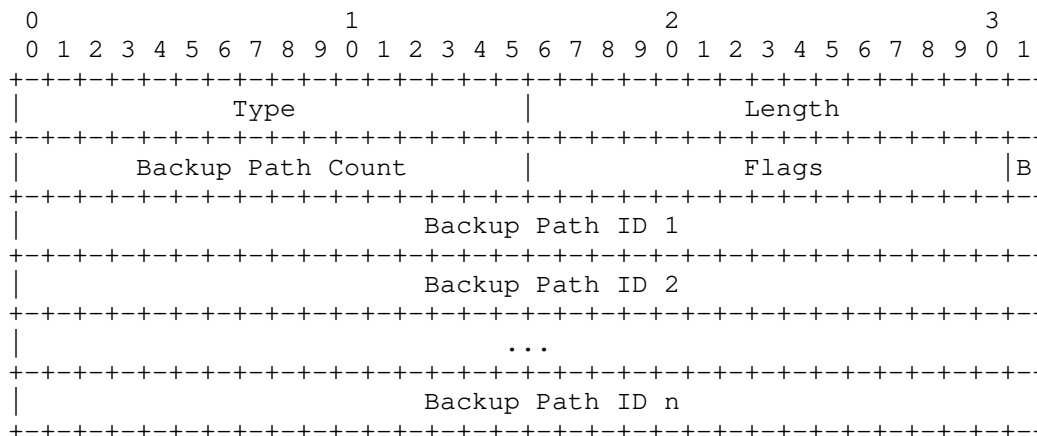 0                   1                   2                   3
 0 1 2 3 4 5 6 7 8 9 0 1 2 3 4 5 6 7 8 9 0 1 2 3 4 5 6 7 8 9 0 1
+-+-+-+-+-+-+-+-+-+-+-+-+-+-+-+-+-+-+-+-+-+-+-+-+-+-+-+-+-+-+-+--
|             Type              |             Length
+-+-+-+-+-+-+-+-+-+-+-+-+-+-+-+-+-+-+-+-+-+-+-+-+-+-+-+-+-+-+-+--
|       Backup Path Count       |             Flags           |B
+-+-+-+-+-+-+-+-+-+-+-+-+-+-+-+-+-+-+-+-+-+-+-+-+-+-+-+-+-+-+-+--
|                         Backup Path ID 1
+-+-+-+-+-+-+-+-+-+-+-+-+-+-+-+-+-+-+-+-+-+-+-+-+-+-+-+-+-+-+-+--
|                         Backup Path ID 2
+-+-+-+-+-+-+-+-+-+-+-+-+-+-+-+-+-+-+-+-+-+-+-+-+-+-+-+-+-+-+-+--
|                              ...
+-+-+-+-+-+-+-+-+-+-+-+-+-+-+-+-+-+-+-+-+-+-+-+-+-+-+-+-+-+-+-+--
|                         Backup Path ID n
+-+-+-+-+-+-+-+-+-+-+-+-+-+-+-+-+-+-+-+-+-+-+-+-+-+-+-+-+-+-+-+--